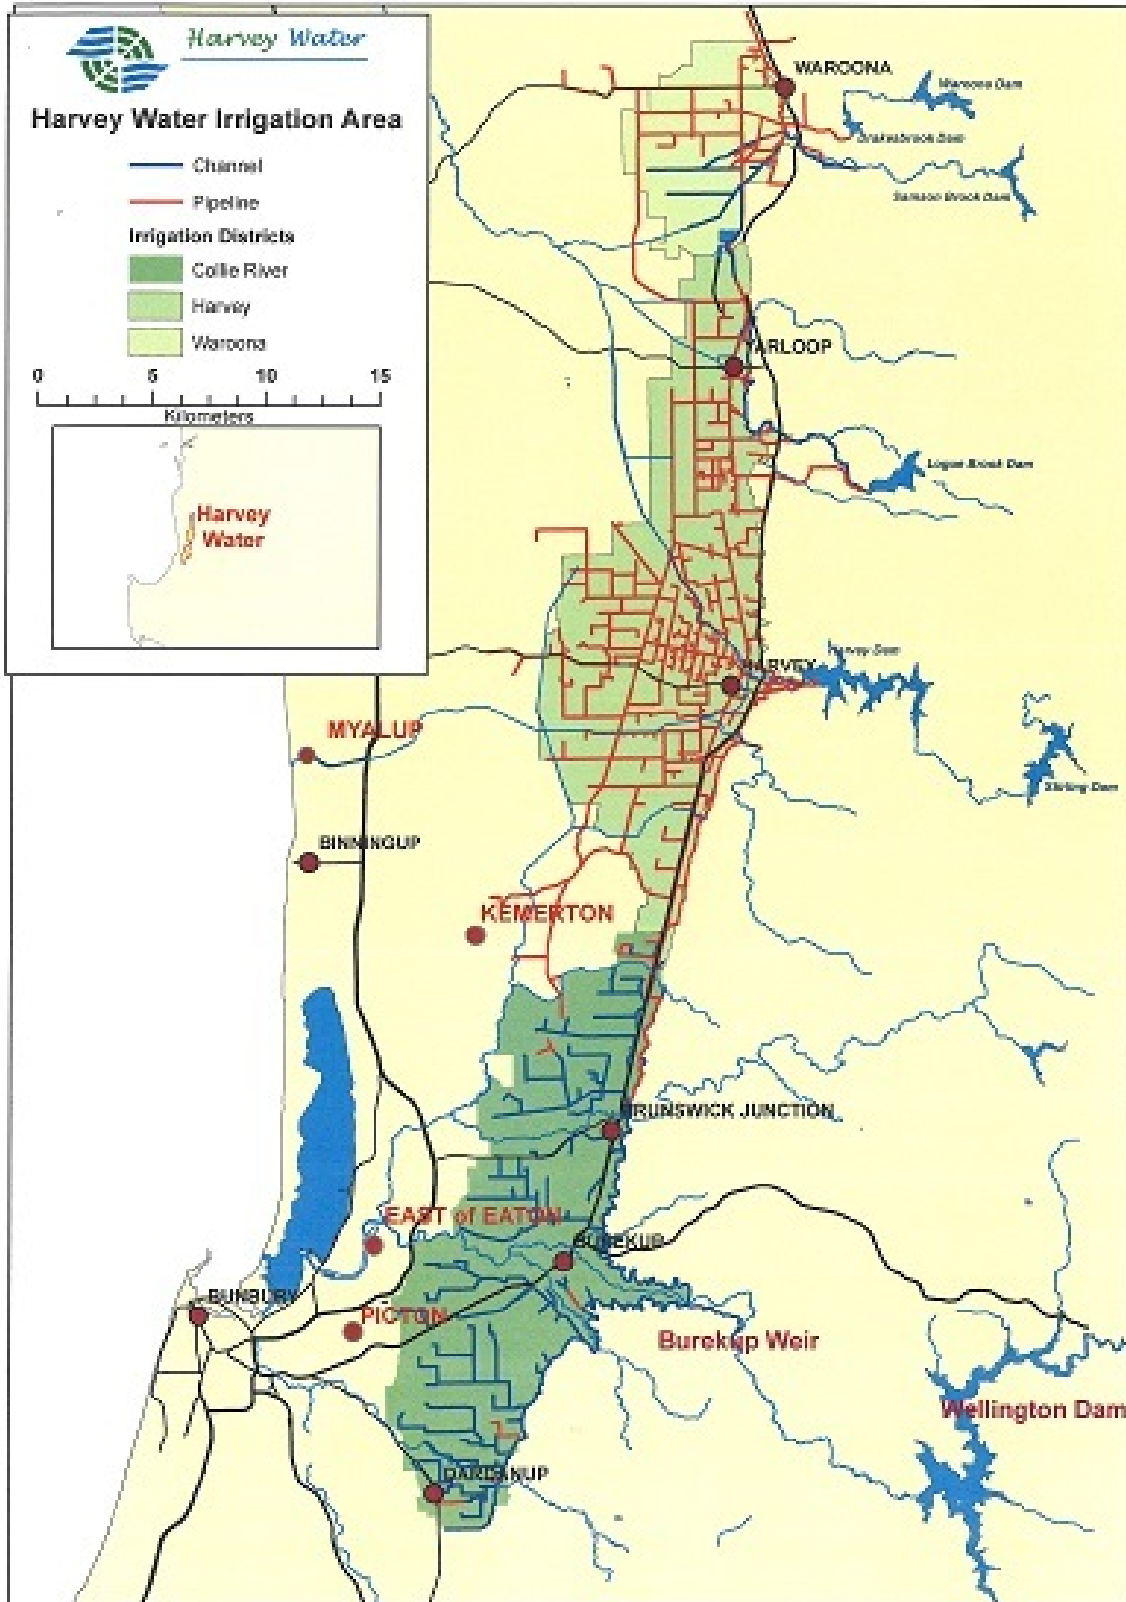 Harvey Water
Harvey Water Irrigation Area
Channel
Pipeline
Irrigation Districts
Collie River
Harvey
Waroona
0 5 10 15
Kilometers
Harvey
Water
WAROONA
Waroona Dam
Drakesbrook Dam
Samson Brook Dam
YARLOOP
Logue Brook Dam
HARVEY
Harvey Dam
Stirling Dam
MYALUP
BINNINGUP
KEMERTON
BRUNSWICK JUNCTION
EAST of EATON
BUREKUP
BUNBURY
PICTON
Burekup Weir
Wellington Dam
DARDANUP